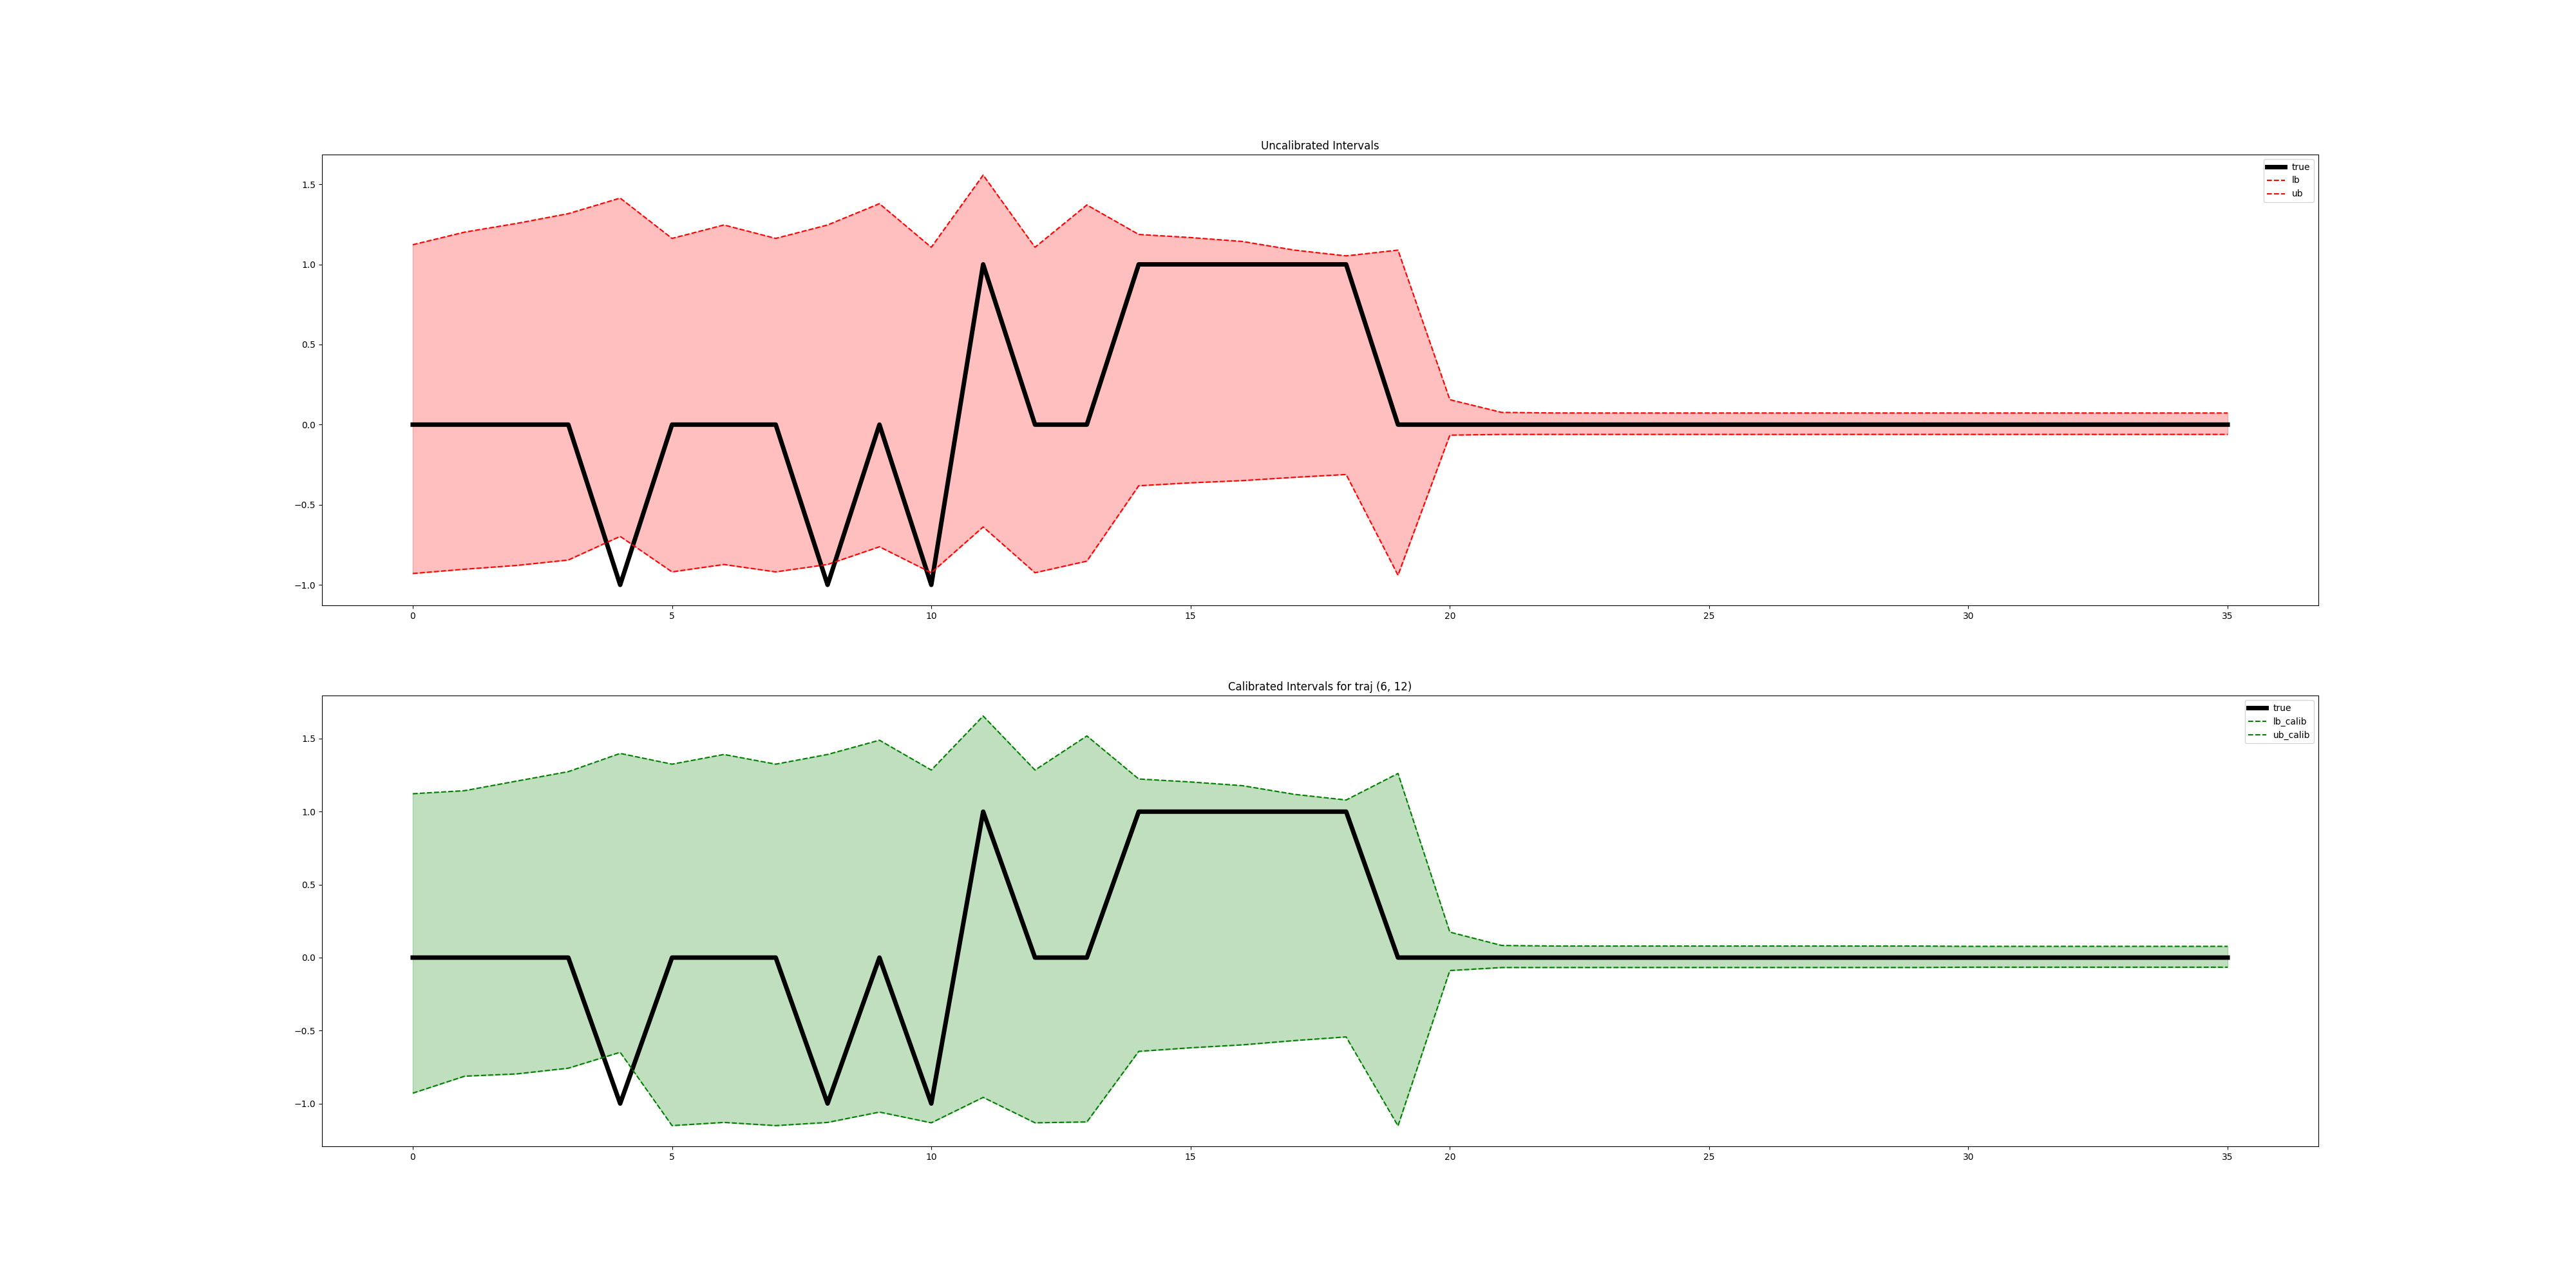 Uncalibrated Intervals
true
lb
ub
1.5
1.0
0.5
0.0
−0.5
−1.0
0 5 10 15 20 25 30 35
Calibrated Intervals for traj (6, 12)
true
lb_calib
ub_calib
1.5
1.0
0.5
0.0
−0.5
−1.0
0 5 10 15 20 25 30 35